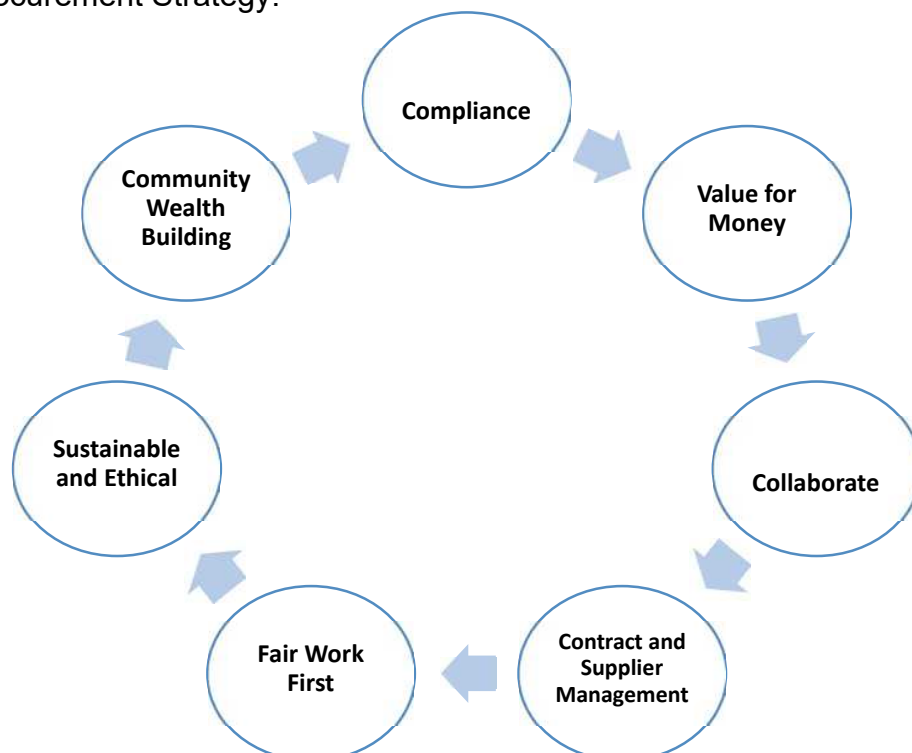 ocurement Strategy:
Compliance
Value for
Money
Collaborate
Contract and
Supplier
Management
Fair Work
First
Sustainable
and Ethical
Community
Wealth
Building